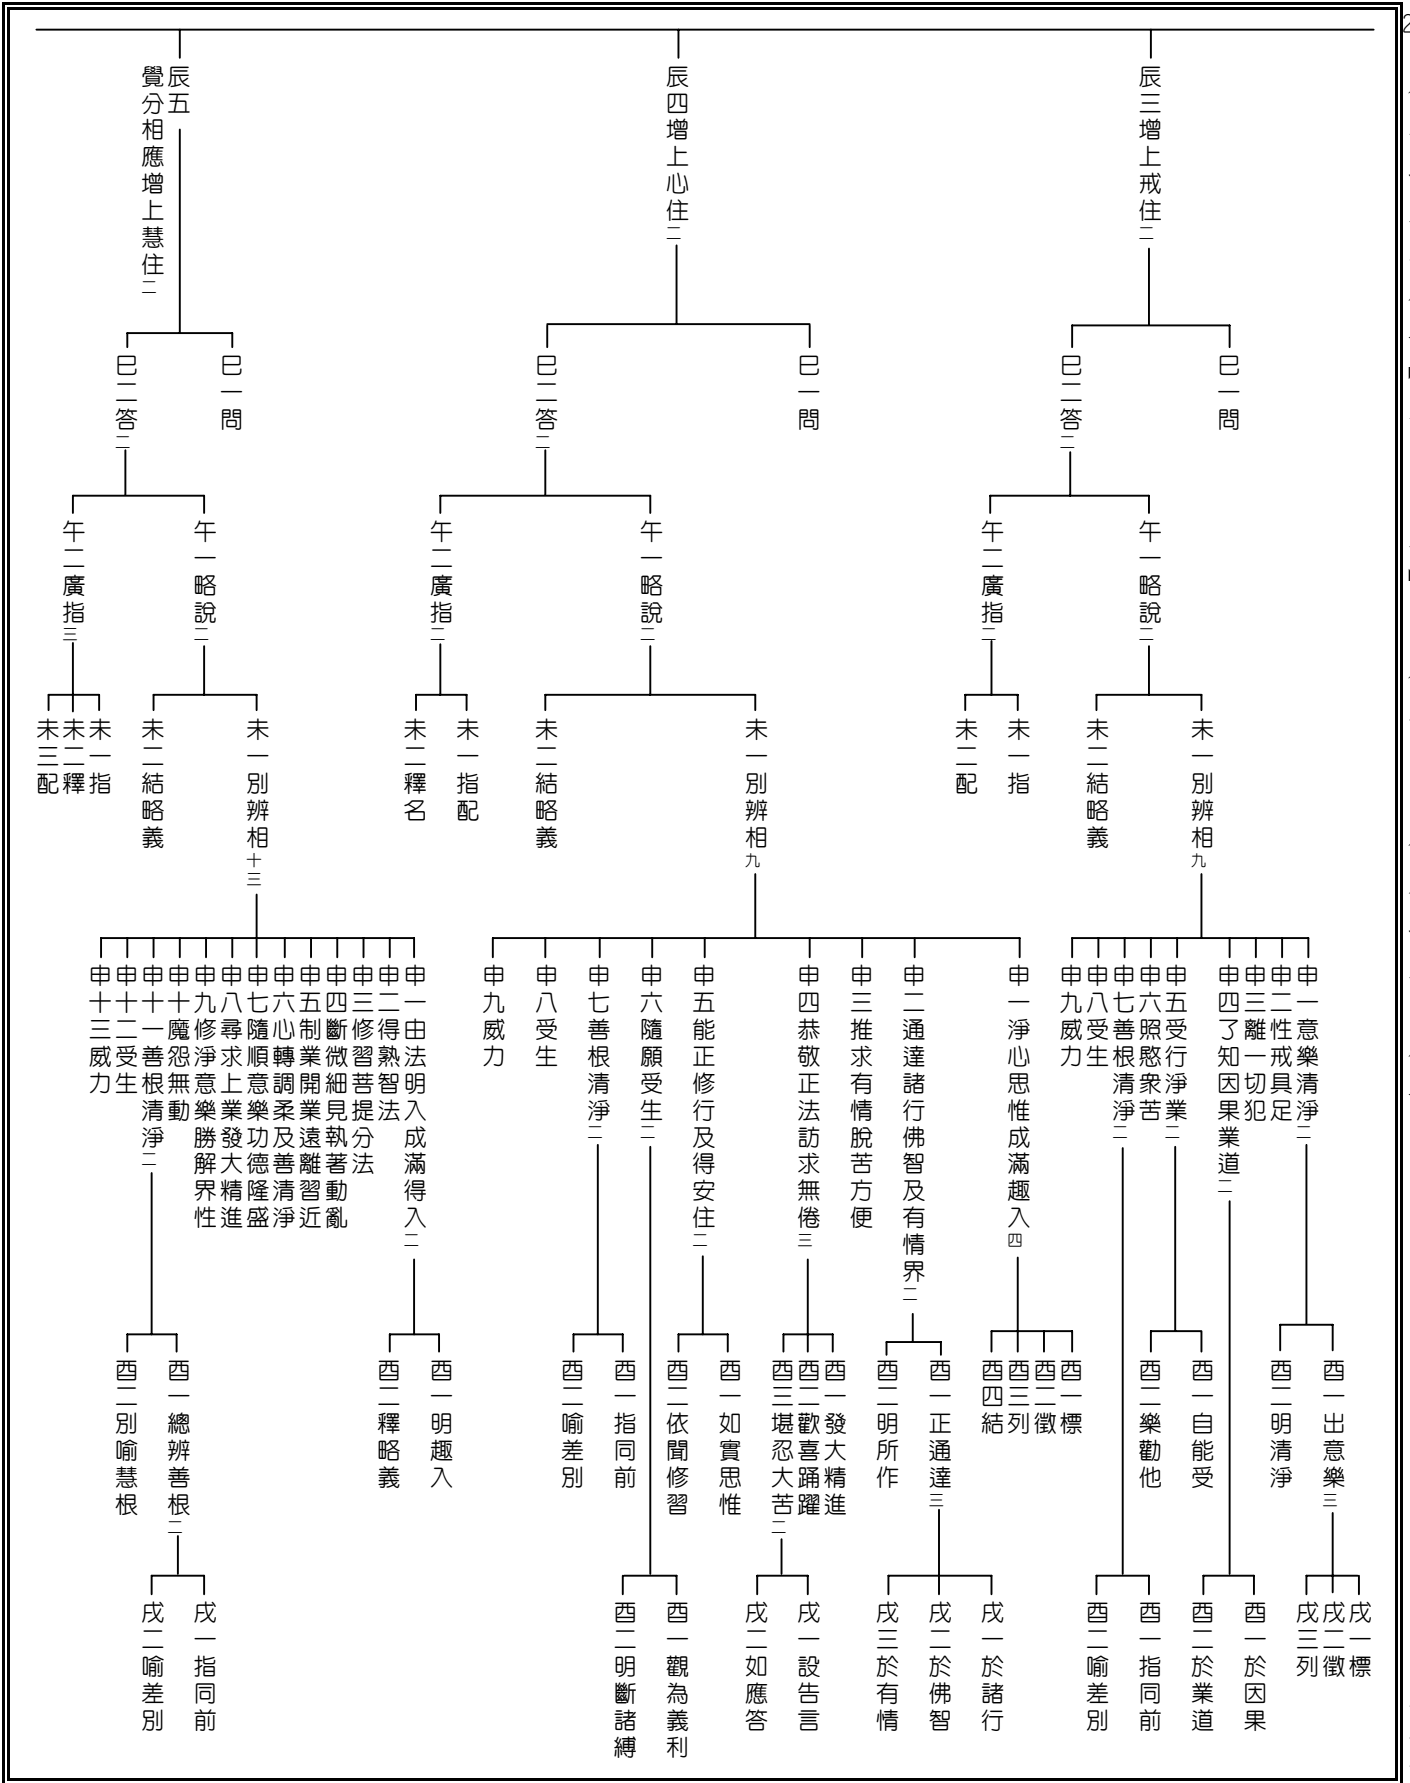 辰三增上戒住二
巳一問
巳二答二
午一略說二
未一別辨相九
申一意樂清淨二
酉一出意樂三
戌一標
戌二徵
戌三列
酉二明清淨
申二性戒具足
申三離一切犯
申四了知因果業道二
酉一於因果
酉二於業道
申五受行淨業二
酉一自能受
酉二樂勸他
申六照愍衆苦
申七善根清淨二
酉一指同前
酉二喻差別
申八受生
申九威力
未二結略義
午二廣指二
未一指
未二配
辰四增上心住二
巳一問
巳二答二
午一略說二
未一別辨相九
申一淨心思惟成滿趣入四
酉一標
酉二徵
酉三列
酉四結
申二通達諸行佛智及有情界二
酉一正通達三
戌一於諸行
戌二於佛智
戌三於有情
酉二明所作
申三推求有情脫苦方便
申四恭敬正法訪求無倦三
酉一發大精進
酉二歡喜踊躍
酉三堪忍大苦二
戌一設告言
戌二如應答
申五能正修行及得安住二
酉一如實思惟
酉二依聞修習
申六隨願受生二
酉一觀為義利
酉二明斷諸縛
申七善根清淨二
酉一指同前
酉二喻差別
申八受生
申九威力
未二結略義
午二廣指二
未一指配
未二釋名
辰五
覺分相應增上慧住二
巳一問
巳二答二
午一略說二
未一別辨相十三
申一由法明入成滿得入二
酉一明趣入
酉二釋略義
申二得熟智法
申三修習菩提分法
申四斷微細見執著動亂
申五制業開業遠離習近
申六心轉調柔及善清淨
申七隨順意樂功德隆盛
申八尋求上業發大精進
申九修淨意樂勝解界性
申十魔怨無動
申十一善根清淨二
酉一總辨善根二
戌一指同前
戌二喻差別
酉二別喻慧根
申十二受生
申十三威力
未二結略義
午二廣指三
未一指
未二釋
未三配